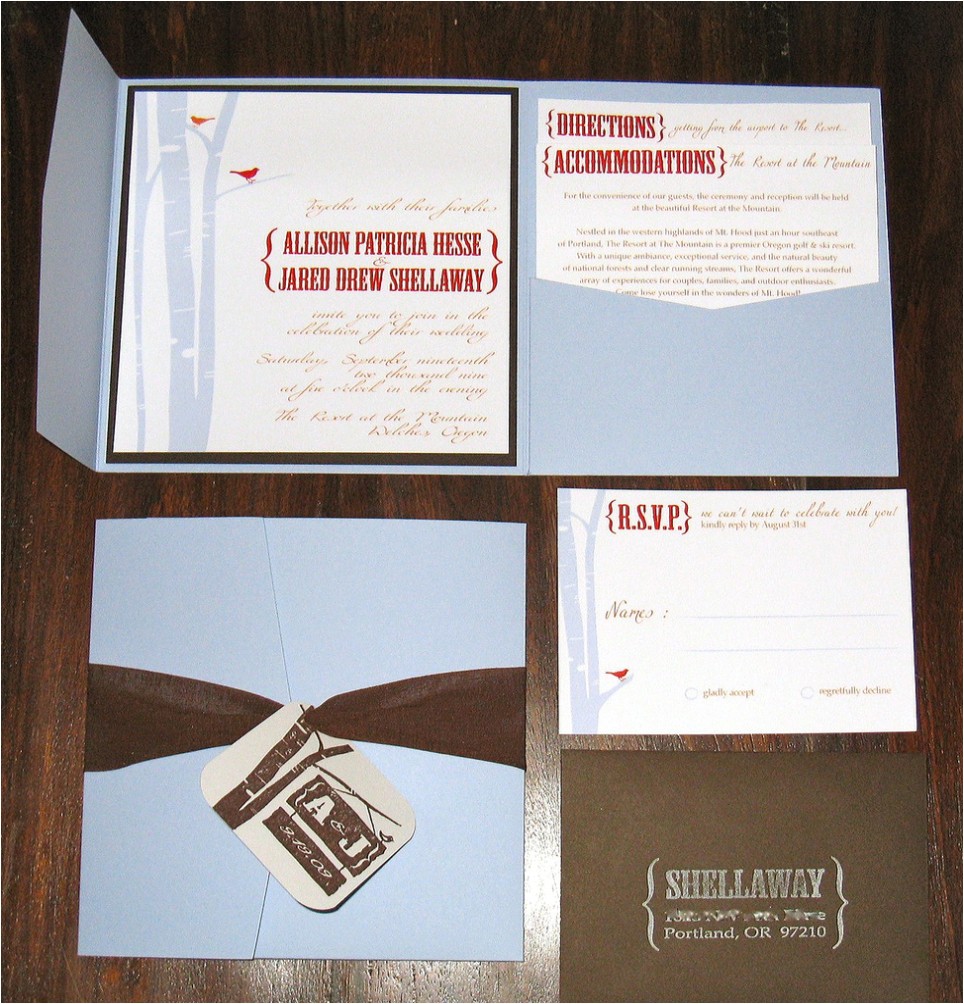 Together with their families
{ALLISON PATRICIA HESSE
&
JARED DREW SHELLAWAY}
invite you to join in the
celebration of their wedding
Saturday, September nineteenth
two thousand nine
at five o'clock in the evening
The Resort at the Mountain
Welches, Oregon
{DIRECTIONS} getting from the airport to The Resort...
{ACCOMMODATIONS} The Resort at the Mountain
For the convenience of our guests, the ceremony and reception will be held
at the beautiful Resort at the Mountain.
Nestled in the western highlands of Mt. Hood just an hour southeast
of Portland, The Resort at The Mountain is a premier Oregon golf & ski resort.
With a unique ambiance, exceptional service, and the natural beauty
of national forests and clear running streams, The Resort offers a wonderful
array of experiences for couples, families, and outdoor enthusiasts.
Come lose yourself in the wonders of Mt. Hood!
{R.S.V.P.} we can't wait to celebrate with you!
kindly reply by August 31st
Names :
gladly accept regretfully decline
A & J
9.19.09
{SHELLAWAY
Portland, OR 97210}